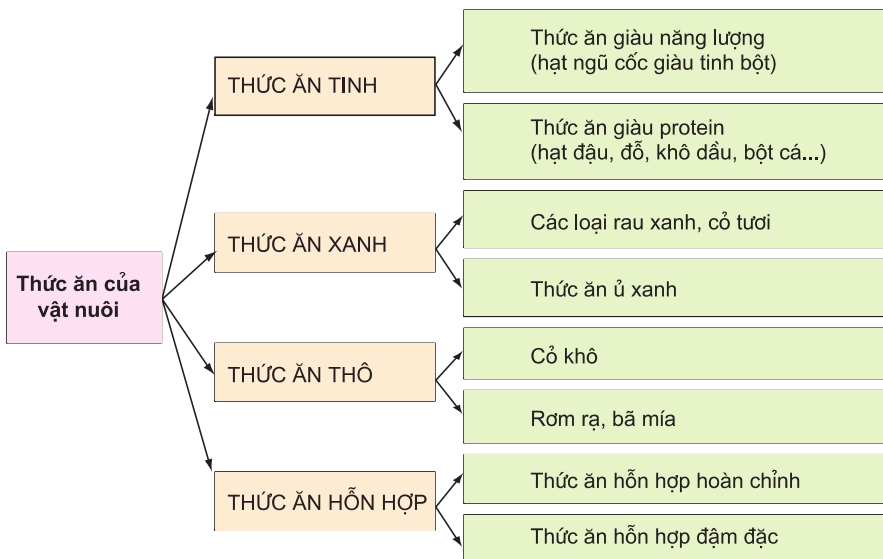 Thức ăn của
vật nuôi
THỨC ĂN TINH
Thức ăn giàu năng lượng
(hạt ngũ cốc giàu tinh bột)
Thức ăn giàu protein
(hạt đậu, đỗ, khô dầu, bột cá...)
THỨC ĂN XANH
Các loại rau xanh, cỏ tươi
Thức ăn ủ xanh
THỨC ĂN THÔ
Cỏ khô
Rơm rạ, bã mía
THỨC ĂN HỖN HỢP
Thức ăn hỗn hợp hoàn chỉnh
Thức ăn hỗn hợp đậm đặc